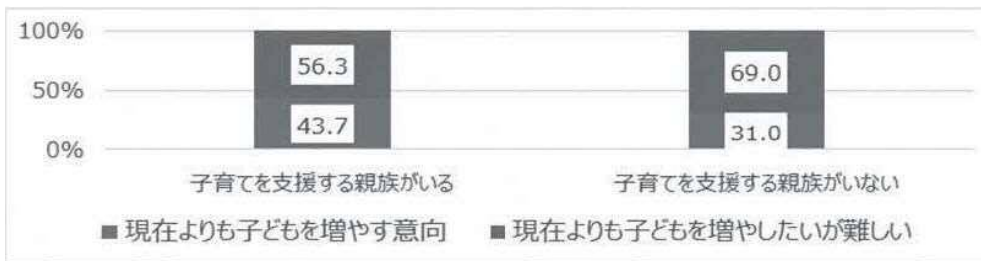 100%
56.3
69.0
50%
43.7
31.0
0%
子育てを支援する親族がいる
子育てを支援する親族がいない
■ 現在よりも子どもを増やす意向
■ 現在よりも子どもを増やしたいが難しい